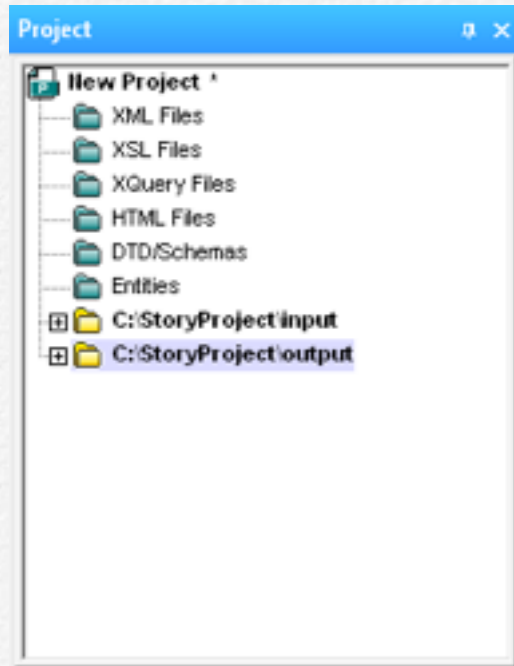 Project
New Project *
XML Files
XSL Files
XQuery Files
HTML Files
DTD/Schemas
Entities
C:\StoryProject\input
C:\StoryProject\output